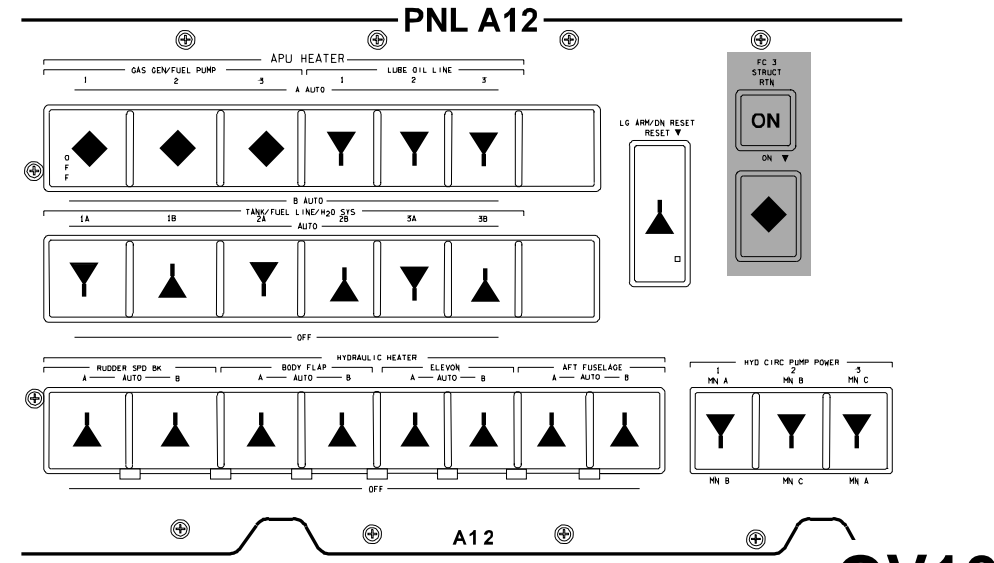 PNL A12
APU HEATER
GAS GEN/FUEL PUMP LUBE OIL LINE
1 2 3 1 2 3
A AUTO
OFF
B AUTO
TANK/FUEL LINE/H2O SYS
1A 1B 2A 2B 3A 3B
AUTO
OFF
LG ARM/DN RESET
RESET ▼
FC 3
STRUCT
RTN
ON
ON ▼
HYDRAULIC HEATER
RUDDER SPD BK BODY FLAP ELEVON AFT FUSELAGE
A AUTO B A AUTO B A AUTO B A AUTO B
OFF
HYD CIRC PUMP POWER
1 2 3
MN A MN B MN C
MN B MN C MN A
A12